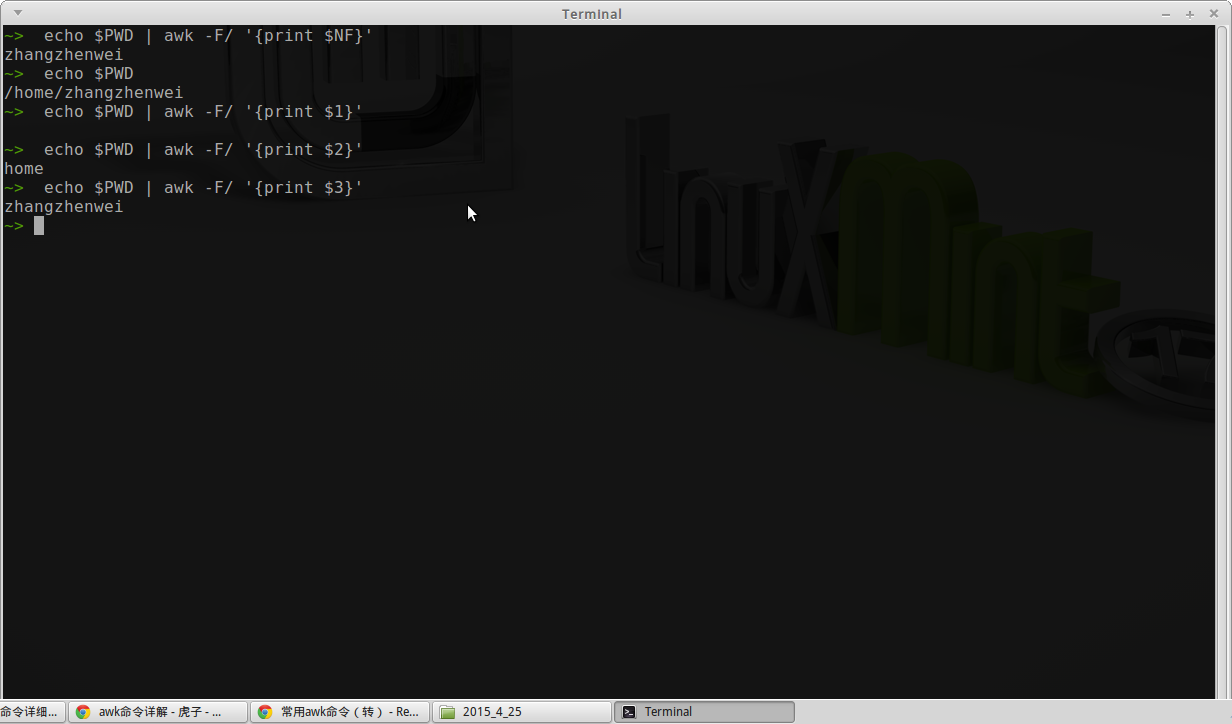 Terminal
~>  echo $PWD | awk -F/ '{print $NF}'
zhangzhenwei
~>  echo $PWD
/home/zhangzhenwei
~>  echo $PWD | awk -F/ '{print $1}'
~>  echo $PWD | awk -F/ '{print $2}'
home
~>  echo $PWD | awk -F/ '{print $3}'
zhangzhenwei
~>
Linux Mint
命令详细...
awk命令详解 - 虎子 - ...
常用awk命令（转） - Re...
2015_4_25
Terminal